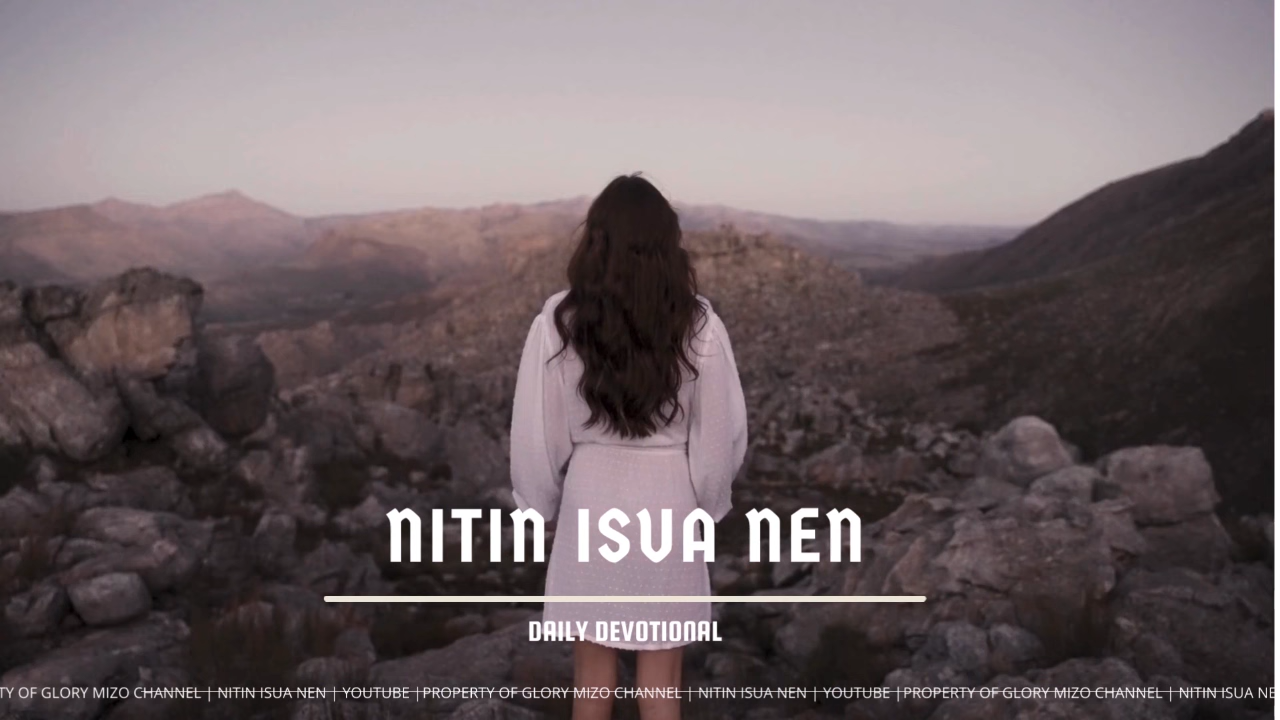 NITIN ISUA NEN
DAILY DEVOTIONAL
TY OF GLORY MIZO CHANNEL | NITIN ISUA NEN | YOUTUBE |PROPERTY OF GLORY MIZO CHANNEL | NITIN ISUA NEN | YOUTUBE |PROPERTY OF GLORY MIZO CHANNEL | NITIN ISUA NE